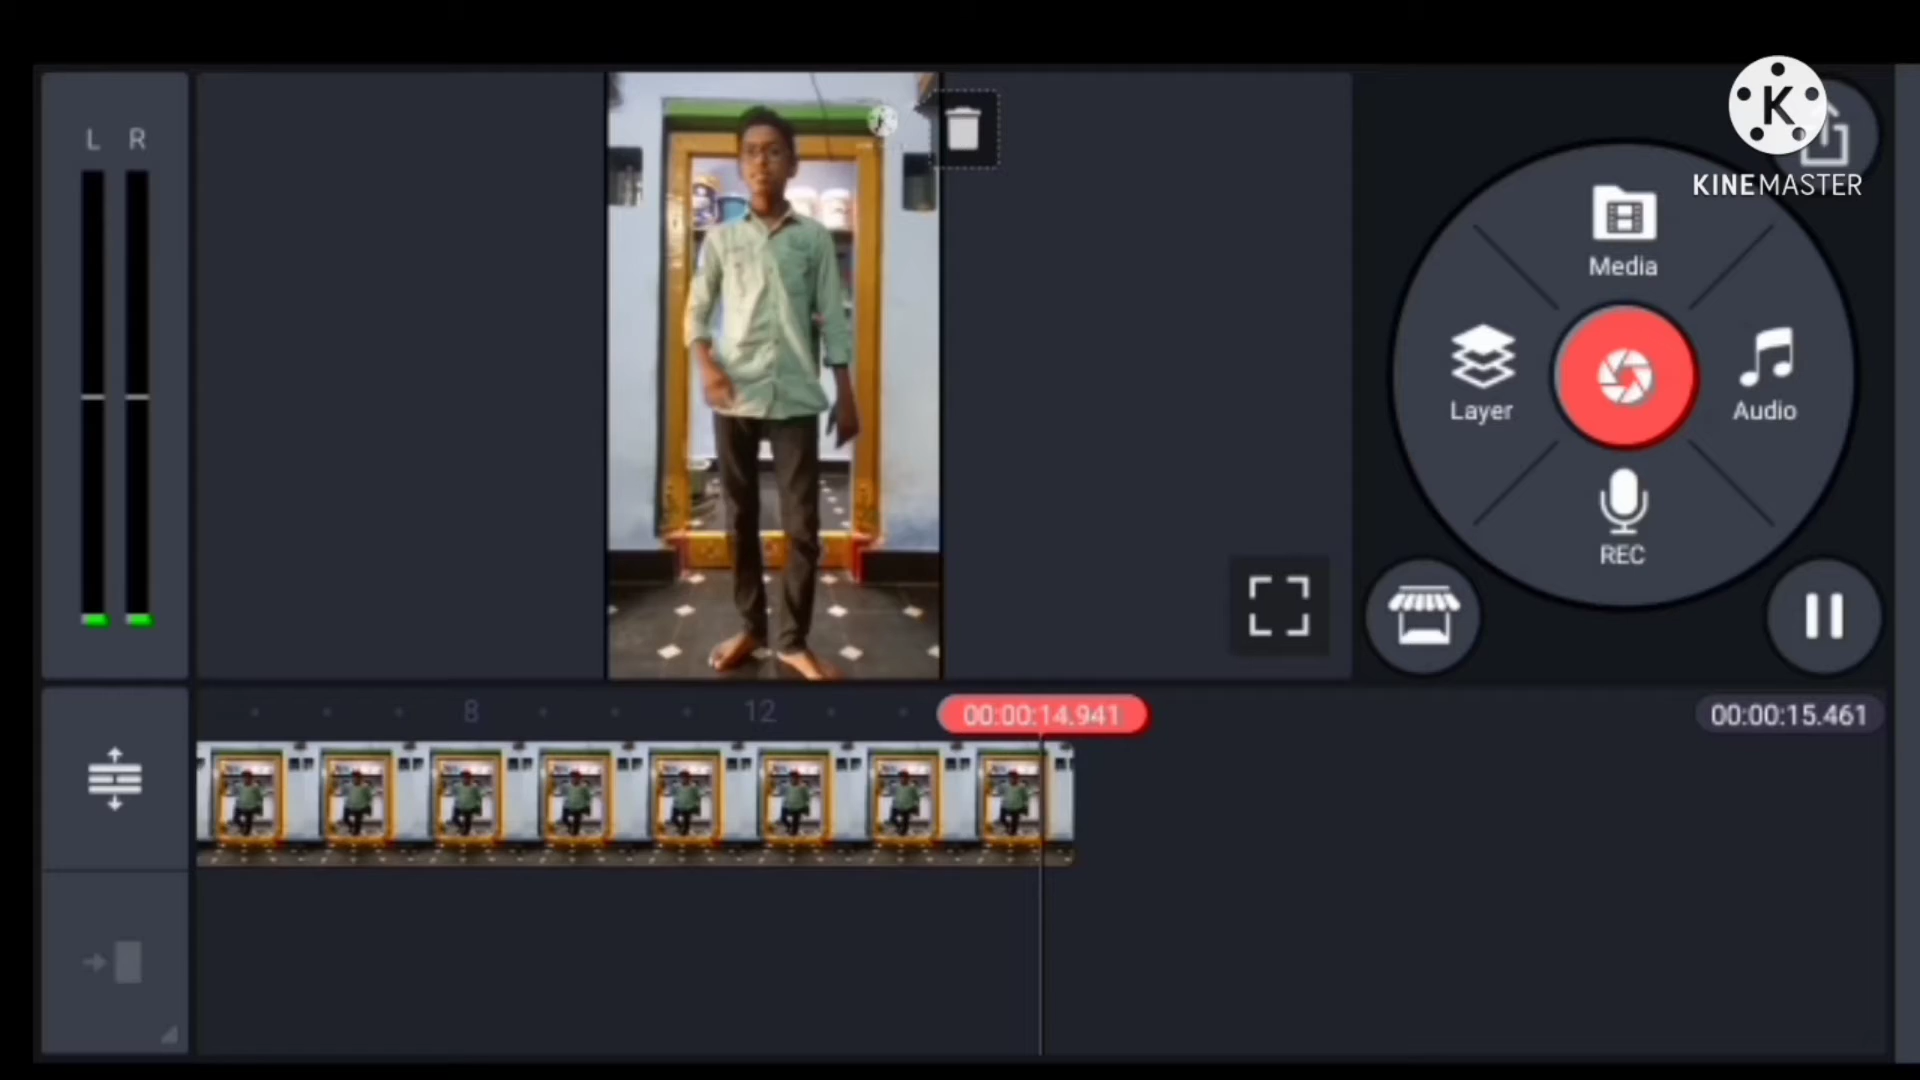 L R
KINEMASTER
Media
Layer
Audio
REC
8
12
00:00:14.941
00:00:15.461